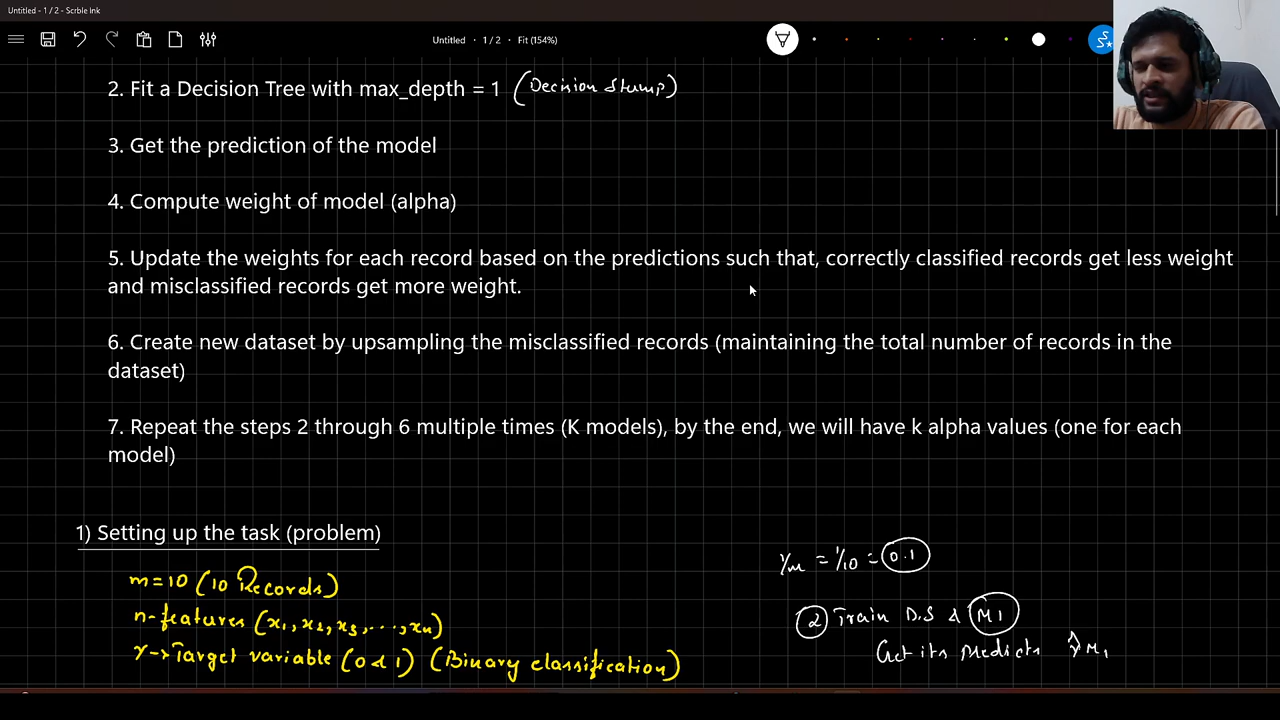 Untitled - 1 / 2 - Scrble Ink
Untitled • 1 / 2 • Fit (154%)
2. Fit a Decision Tree with max_depth = 1 (Decision Stump)
3. Get the prediction of the model
4. Compute weight of model (alpha)
5. Update the weights for each record based on the predictions such that, correctly classified records get less weight
and misclassified records get more weight.
6. Create new dataset by upsampling the misclassified records (maintaining the total number of records in the
dataset)
7. Repeat the steps 2 through 6 multiple times (K models), by the end, we will have k alpha values (one for each
model)
1) Setting up the task (problem)
m=10 (10 Records)
n-features (x1, x2, x3, ..., xn)
Y→Target variable (0 & 1) (Binary classification)
1/m = 1/10 = 0.1
2 Train D.S & M1
Get its predicts ŶM1